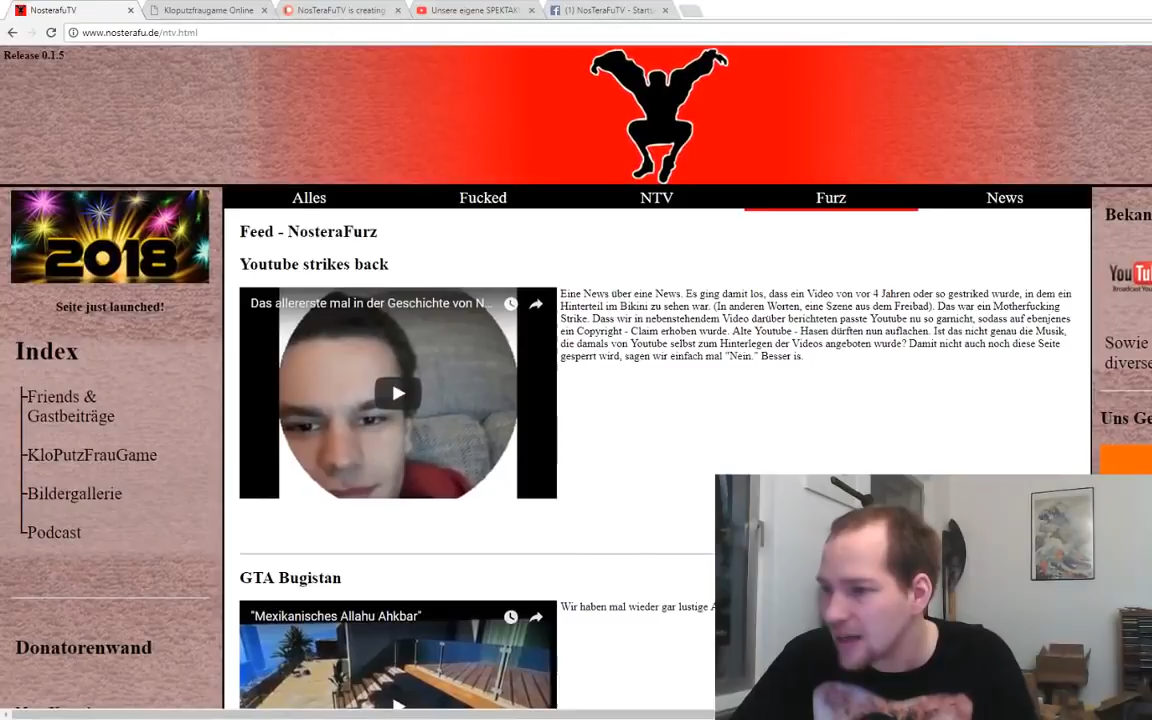 NosterafuTV
Kloputzfraugame Online
NosTeraFuTV is creating
Unsere eigene SPEKTAK
(1) NosTeraFuTV - Starts
www.nosterafu.de/ntv.html
Release 0.1.5
2018
Seite just launched!
Index
Friends &
Gastbeiträge
KloPutzFrauGame
Bildergallerie
Podcast
Donatorenwand
Alles
Fucked
NTV
Furz
News
Feed - NosteraFurz
Youtube strikes back
Das allererste mal in der Geschichte von N...
Eine News über eine News. Es ging damit los, dass ein Video von vor 4 Jahren oder so gestriked wurde, in dem ein
Hinterteil im Bikini zu sehen war. (In anderen Worten, eine Szene aus dem Freibad). Das war ein Motherfucking
Strike. Dass wir in nebenstehendem Video darüber berichteten passte Youtube nu so garnicht, sodass auf ebenjenes
ein Copyright - Claim erhoben wurde. Alte Youtube - Hasen dürften nun auflachen. Ist das nicht genau die Musik,
die damals von Youtube selbst zum Hinterlegen der Videos angeboten wurde? Damit nicht auch noch diese Seite
gesperrt wird, sagen wir einfach mal "Nein." Besser is.
GTA Bugistan
"Mexikanisches Allahu Ahkbar"
Wir haben mal wieder gar lustige
Bekan
You Tu
Broadcast You
Sowie
diverse
Uns Ge